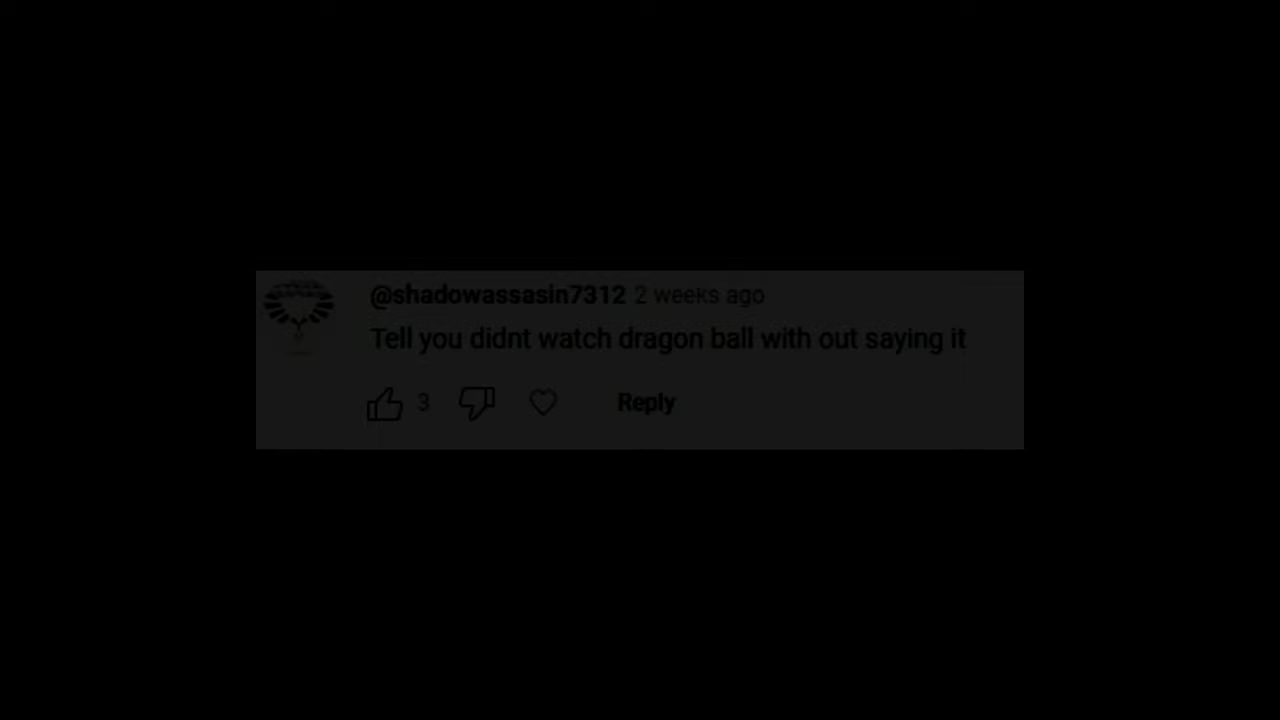 @shadowassasin7312 2 weeks ago
Tell you didnt watch dragon ball with out saying it
3 Reply